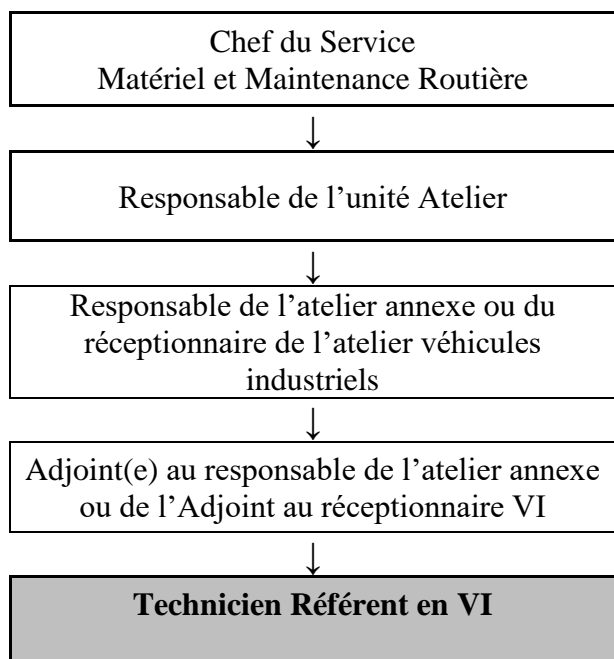 Chef du Service
Matériel et Maintenance Routière
↓
Responsable de l’unité Atelier
↓
Responsable de l’atelier annexe ou du
réceptionnaire de l’atelier véhicules
industriels
↓
Adjoint(e) au responsable de l’atelier annexe
ou de l’Adjoint au réceptionnaire VI
↓
Technicien Référent en VI